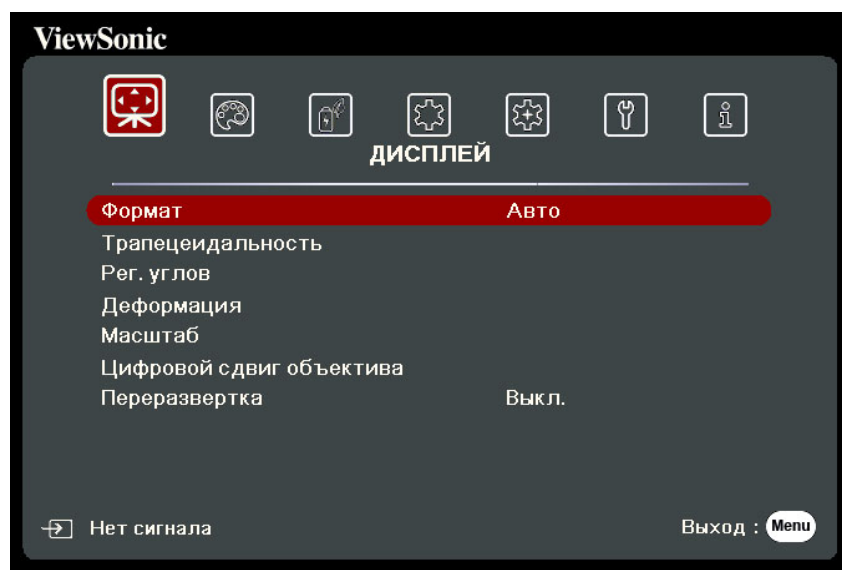 ViewSonic
ДИСПЛЕЙ
Формат Авто
Трапецеидальность
Рег. углов
Деформация
Масштаб
Цифровой сдвиг объектива
Переразвертка Выкл.
Нет сигнала Выход : Menu